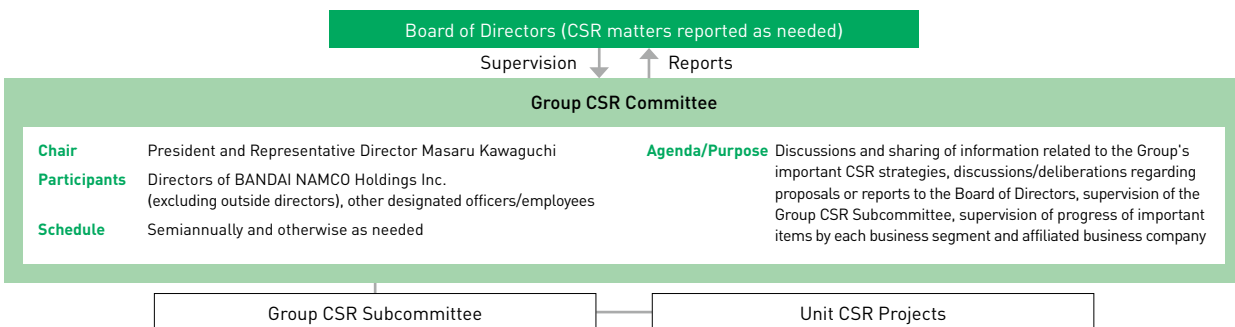 Board of Directors (CSR matters reported as needed)
Supervision
Reports
Group CSR Committee
Chair President and Representative Director Masaru Kawaguchi
Participants Directors of BANDAI NAMCO Holdings Inc.
(excluding outside directors), other designated officers/employees
Schedule Semiannually and otherwise as needed
Agenda/Purpose Discussions and sharing of information related to the Group's
important CSR strategies, discussions/deliberations regarding
proposals or reports to the Board of Directors, supervision of the
Group CSR Subcommittee, supervision of progress of important
items by each business segment and affiliated business company
Group CSR Subcommittee
Unit CSR Projects